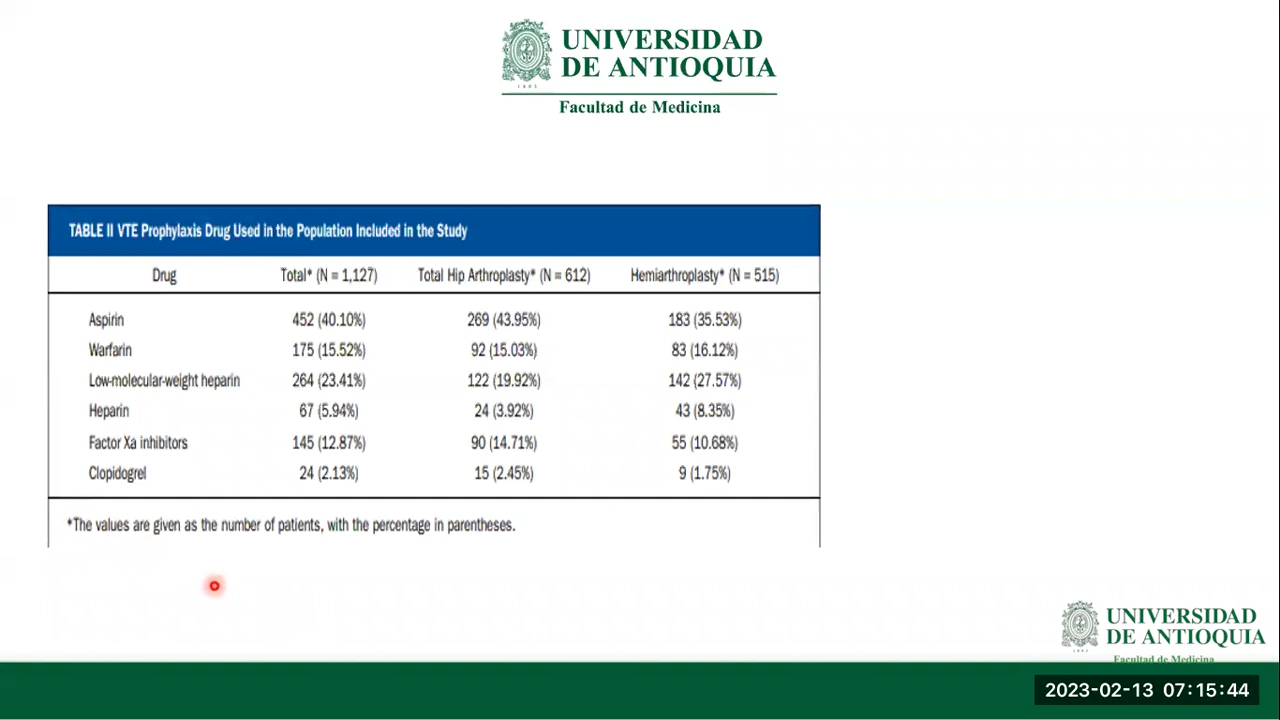 UNIVERSIDAD
DE ANTIOQUIA
1803
Facultad de Medicina
TABLE II VTE Prophylaxis Drug Used in the Population Included in the Study
Drug Total* (N = 1,127) Total Hip Arthroplasty* (N = 612) Hemiarthroplasty* (N = 515)
Aspirin 452 (40.10%) 269 (43.95%) 183 (35.53%)
Warfarin 175 (15.52%) 92 (15.03%) 83 (16.12%)
Low-molecular-weight heparin 264 (23.41%) 122 (19.92%) 142 (27.57%)
Heparin 67 (5.94%) 24 (3.92%) 43 (8.35%)
Factor Xa inhibitors 145 (12.87%) 90 (14.71%) 55 (10.68%)
Clopidogrel 24 (2.13%) 15 (2.45%) 9 (1.75%)
*The values are given as the number of patients, with the percentage in parentheses.
UNIVERSIDAD
DE ANTIOQUIA
Facultad de Medicina
2023-02-13 07:15:44